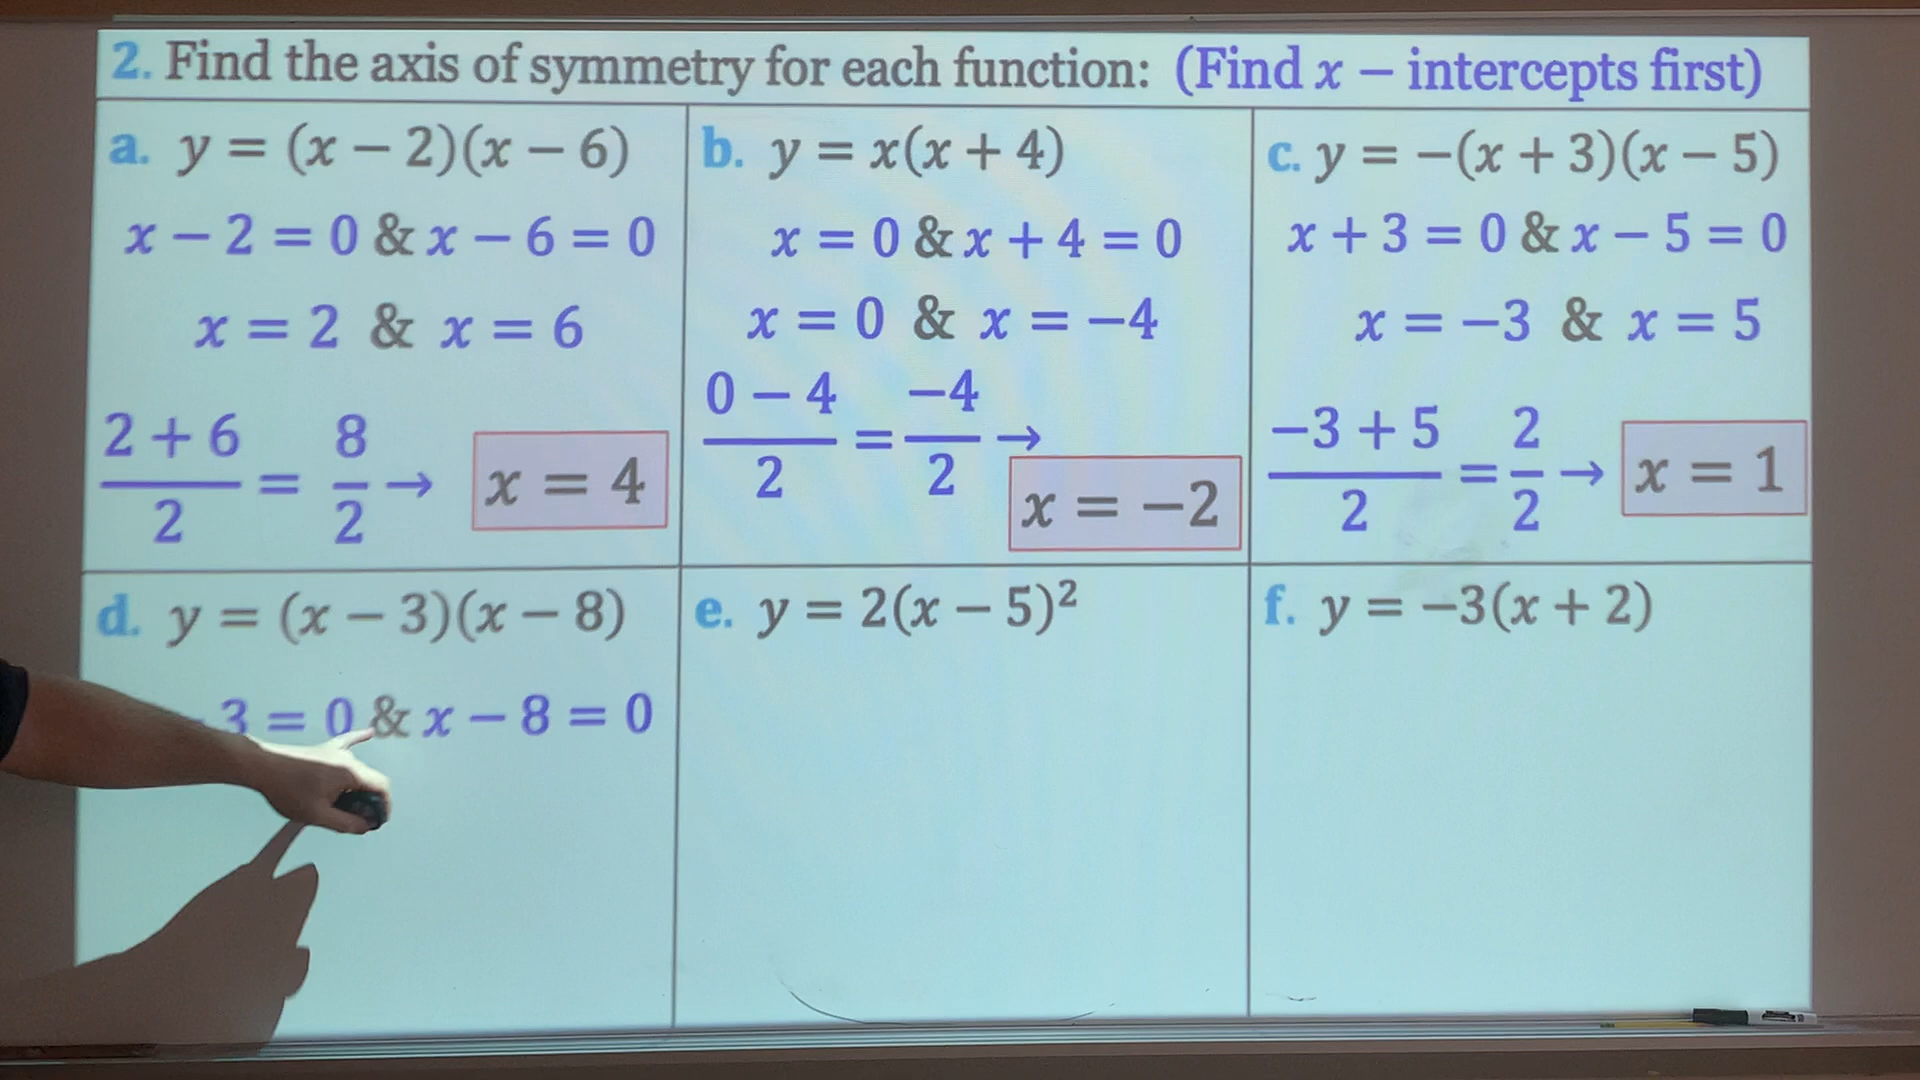 2. Find the axis of symmetry for each function: (Find x – intercepts first)
a. y = (x − 2)(x − 6)
x − 2 = 0 & x − 6 = 0
x = 2 & x = 6
2 + 6 / 2 = 8 / 2 → x = 4
b. y = x(x + 4)
x = 0 & x + 4 = 0
x = 0 & x = −4
0 − 4 / 2 = −4 / 2 →
x = −2
c. y = −(x + 3)(x − 5)
x + 3 = 0 & x − 5 = 0
x = −3 & x = 5
−3 + 5 / 2 = 2 / 2 → x = 1
d. y = (x − 3)(x − 8)
3 = 0 & x − 8 = 0
e. y = 2(x − 5)²
f. y = −3(x + 2)